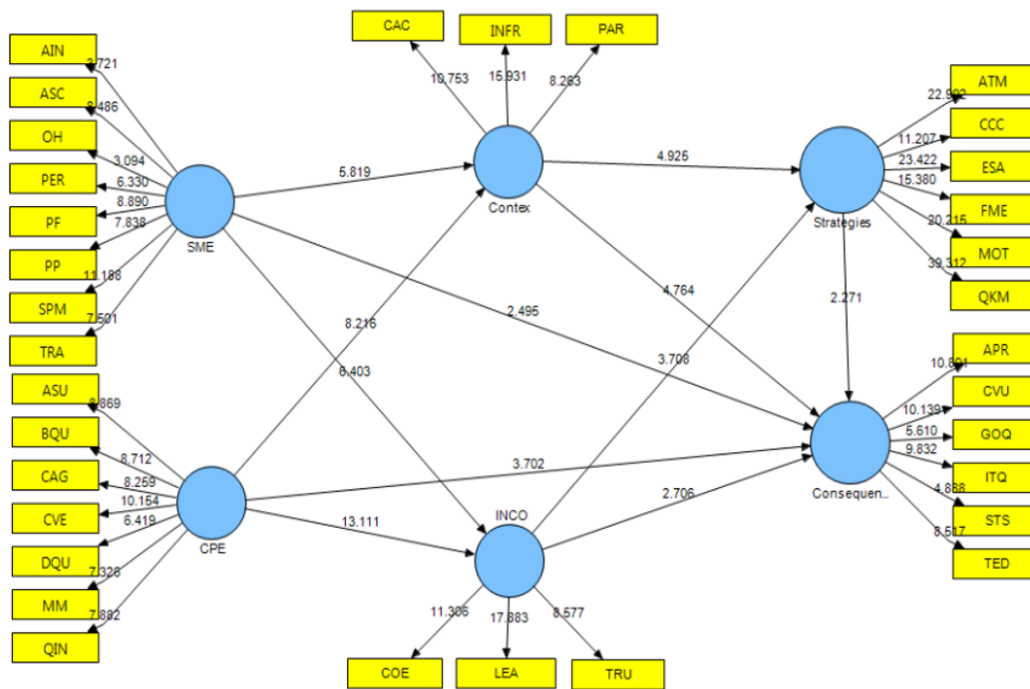 CAC
INFR
PAR
10.753
15.931
8.263
AIN
ASC
OH
PER
PF
PP
SPM
TRA
3.721
8.486
3.094
6.330
8.890
7.838
11.188
7.501
SME
5.819
Contex
4.925
Strategies
22.992
11.207
23.422
15.380
20.215
39.312
ATM
CCC
ESA
FME
MOT
QKM
8.216
6.403
2.495
4.764
3.708
2.271
ASU
BQU
CAG
CVE
DQU
MM
QIN
8.712
8.259
10.154
6.419
7.328
7.882
CPE
3.702
13.111
INCO
2.706
Consequen...
10.139
5.610
9.832
4.888
8.517
APR
CVU
GOQ
ITQ
STS
TED
11.306
17.883
8.577
COE
LEA
TRU